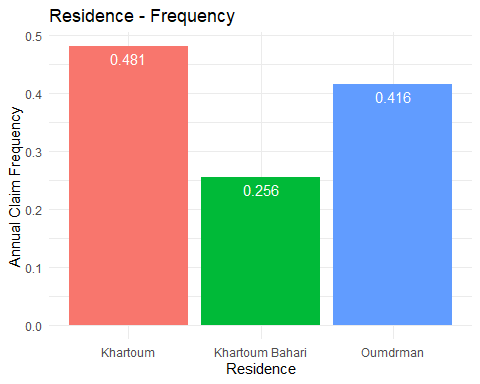 Residence - Frequency
0.5
0.4
0.3
0.2
0.1
0.0
Annual Claim Frequency
0.481
0.256
0.416
Khartoum
Khartoum Bahari
Oumdrman
Residence